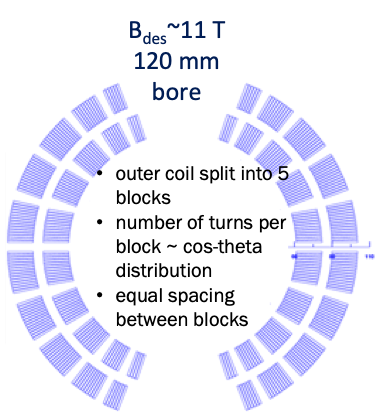 Bdes~11 T
120 mm
bore
• outer coil split into 5
blocks
• number of turns per
block ~ cos-theta
distribution
• equal spacing
between blocks